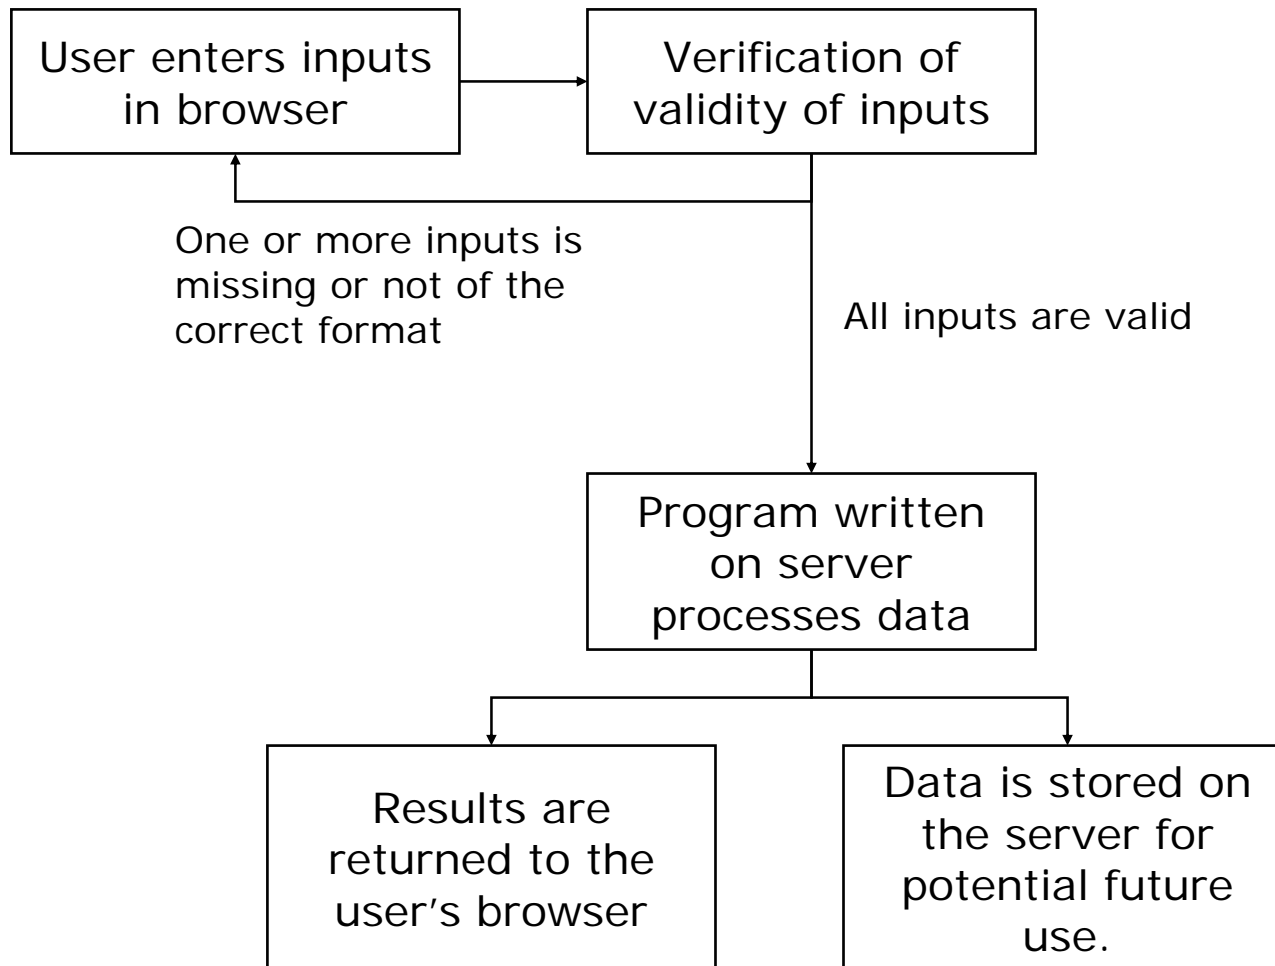 User enters inputs
in browser
Verification of
validity of inputs
One or more inputs is
missing or not of the
correct format
All inputs are valid
Program written
on server
processes data
Results are
returned to the
user's browser
Data is stored on
the server for
potential future
use.